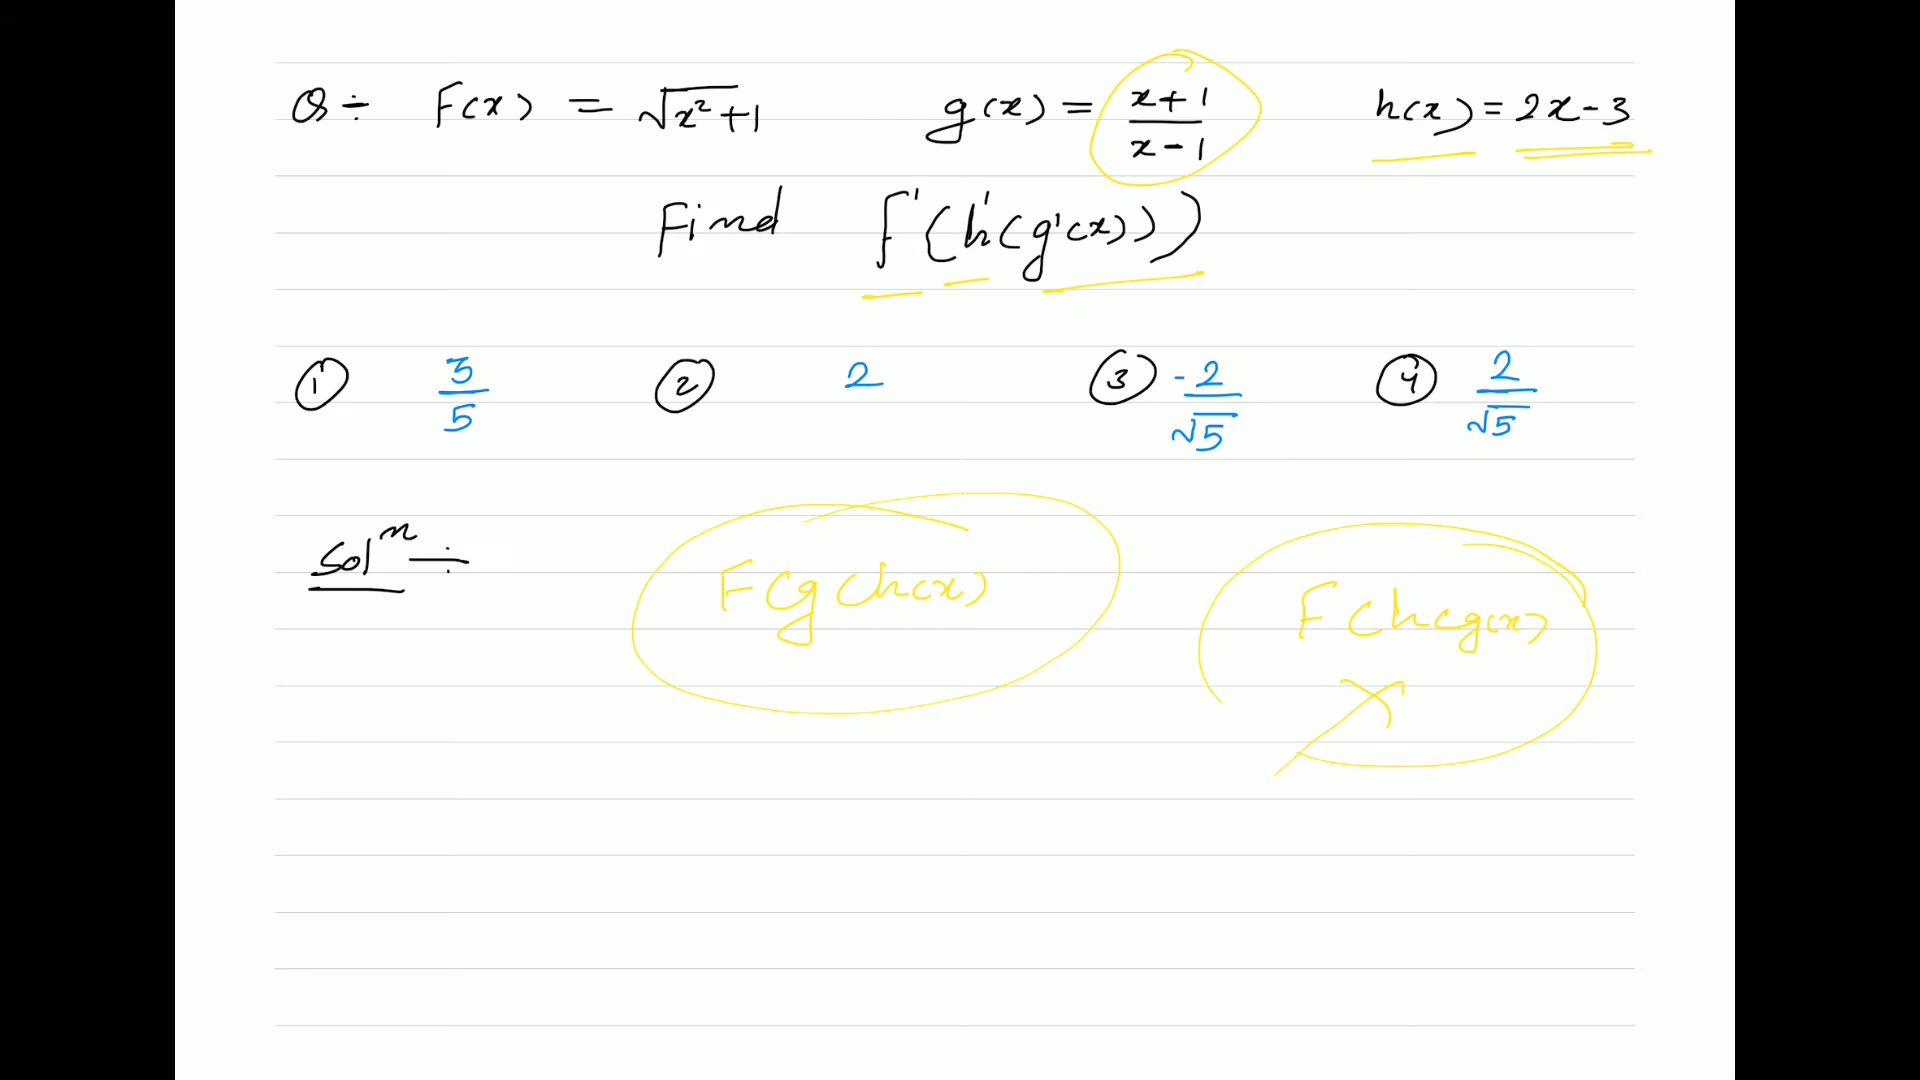 Q÷ F(x) = √x²+1 g(x) = x+1/x-1 h(x) = 2x-3
Find f'(h'(g'(x)))
① 3/5 ② 2 ③ -2/√5 ④ 2/√5
Solⁿ ÷ F(g(h(x) F(h(g(x)